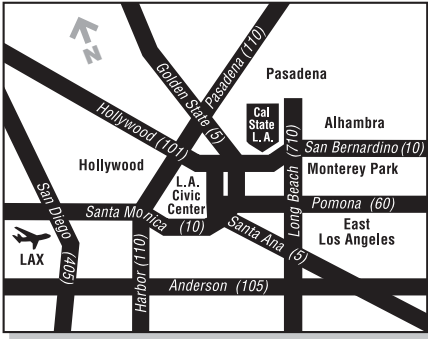 N
Golden State (5)
Pasadena (110)
Pasadena
Hollywood (101)
Cal
State
L. A.
Alhambra
San Bernardino (10)
Hollywood
Monterey Park
L.A.
Civic
Center
Long Beach (710)
San Diego (405)
Santa Monica (10)
Pomona (60)
Santa Ana (5)
East
Los Angeles
LAX
Harbor (110)
Anderson (105)